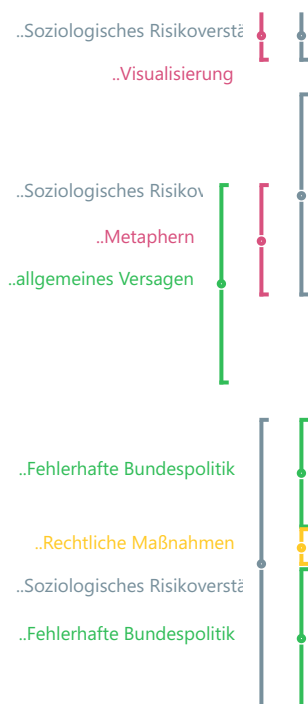 ..Soziologisches Risikoverstä
..Visualisierung
..Soziologisches Risikov
..Metaphern
..allgemeines Versagen
..Fehlerhafte Bundespolitik
..Rechtliche Maßnahmen
..Soziologisches Risikoverstä
..Fehlerhafte Bundespolitik